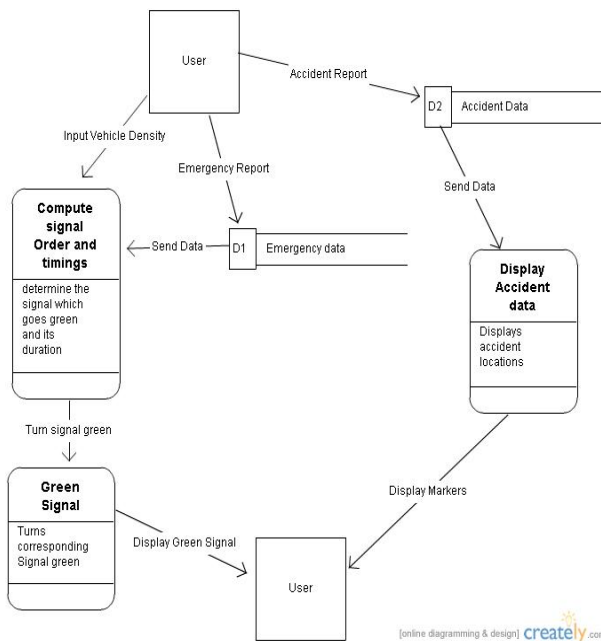 User
Accident Report
D2
Accident Data
Input Vehicle Density
Emergency Report
Send Data
Compute
signal
Order and
timings
determine the
signal which
goes green
and its
duration
Send Data
D1
Emergency data
Display
Accident
data
Displays
accident
locations
Turn signal green
Green
Signal
Turns
corresponding
Signal green
Display Green Signal
Display Markers
User
[online diagramming & design] creately.com